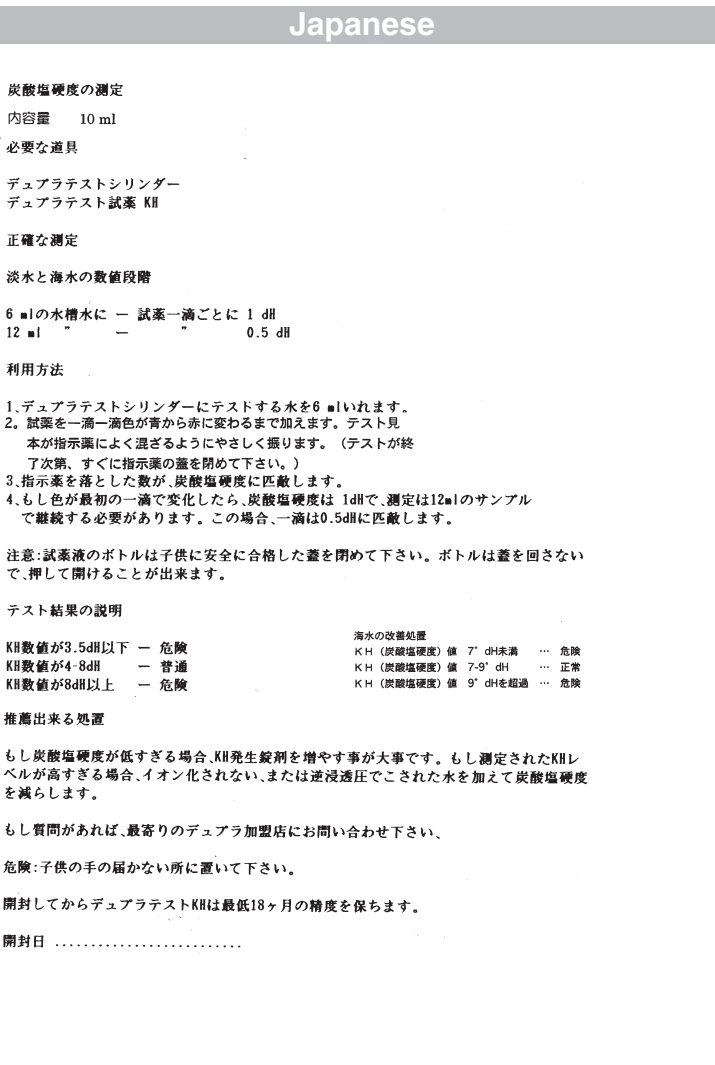 Japanese
炭酸塩硬度の測定
内容量 10 ml
必要な道具
デュプラテストシリンダー
デュプラテスト試薬 KH
正確な測定
淡水と海水の数値段階
6 mlの水槽水に ー 試薬一滴ごとに 1 dH
12 ml 〃 ー 〃 0.5 dH
利用方法
1、デュプラテストシリンダーにテストする水を6 mlいれます。
2。試薬を一滴一滴色が青から赤に変わるまで加えます。テスト見
本が指示薬によく混ざるようにやさしく振ります。（テストが終
了次第、すぐに指示薬の蓋を閉めて下さい。）
3、指示薬を落とした数が、炭酸塩硬度に匹敵します。
4、もし色が最初の一滴で変化したら、炭酸塩硬度は 1dHで、測定は12mlのサンプル
で継続する必要があります。この場合、一滴は0.5dHに匹敵します。
注意:試薬液のボトルは子供に安全に合格した蓋を閉めて下さい。ボトルは蓋を回さない
で、押して開けることが出来ます。
テスト結果の説明
KH数値が3.5dH以下 ー 危険
KH数値が4-8dH ー 普通
KH数値が8dH以上 ー 危険
海水の改善処置
ＫＨ（炭酸塩硬度）値 7° dH未満 … 危険
ＫＨ（炭酸塩硬度）値 7-9° dH … 正常
ＫＨ（炭酸塩硬度）値 9° dHを超過 … 危険
推薦出来る処置
もし炭酸塩硬度が低すぎる場合、KH発生錠剤を増やす事が大事です。もし測定されたKHレ
ベルが高すぎる場合、イオン化されない、または逆浸透圧でこされた水を加えて炭酸塩硬度
を減らします。
もし質問があれば、最寄りのデュプラ加盟店にお問い合わせ下さい、
危険:子供の手の届かない所に置いて下さい。
開封してからデュプラテストKHは最低18ヶ月の精度を保ちます。
開封日 ..........................